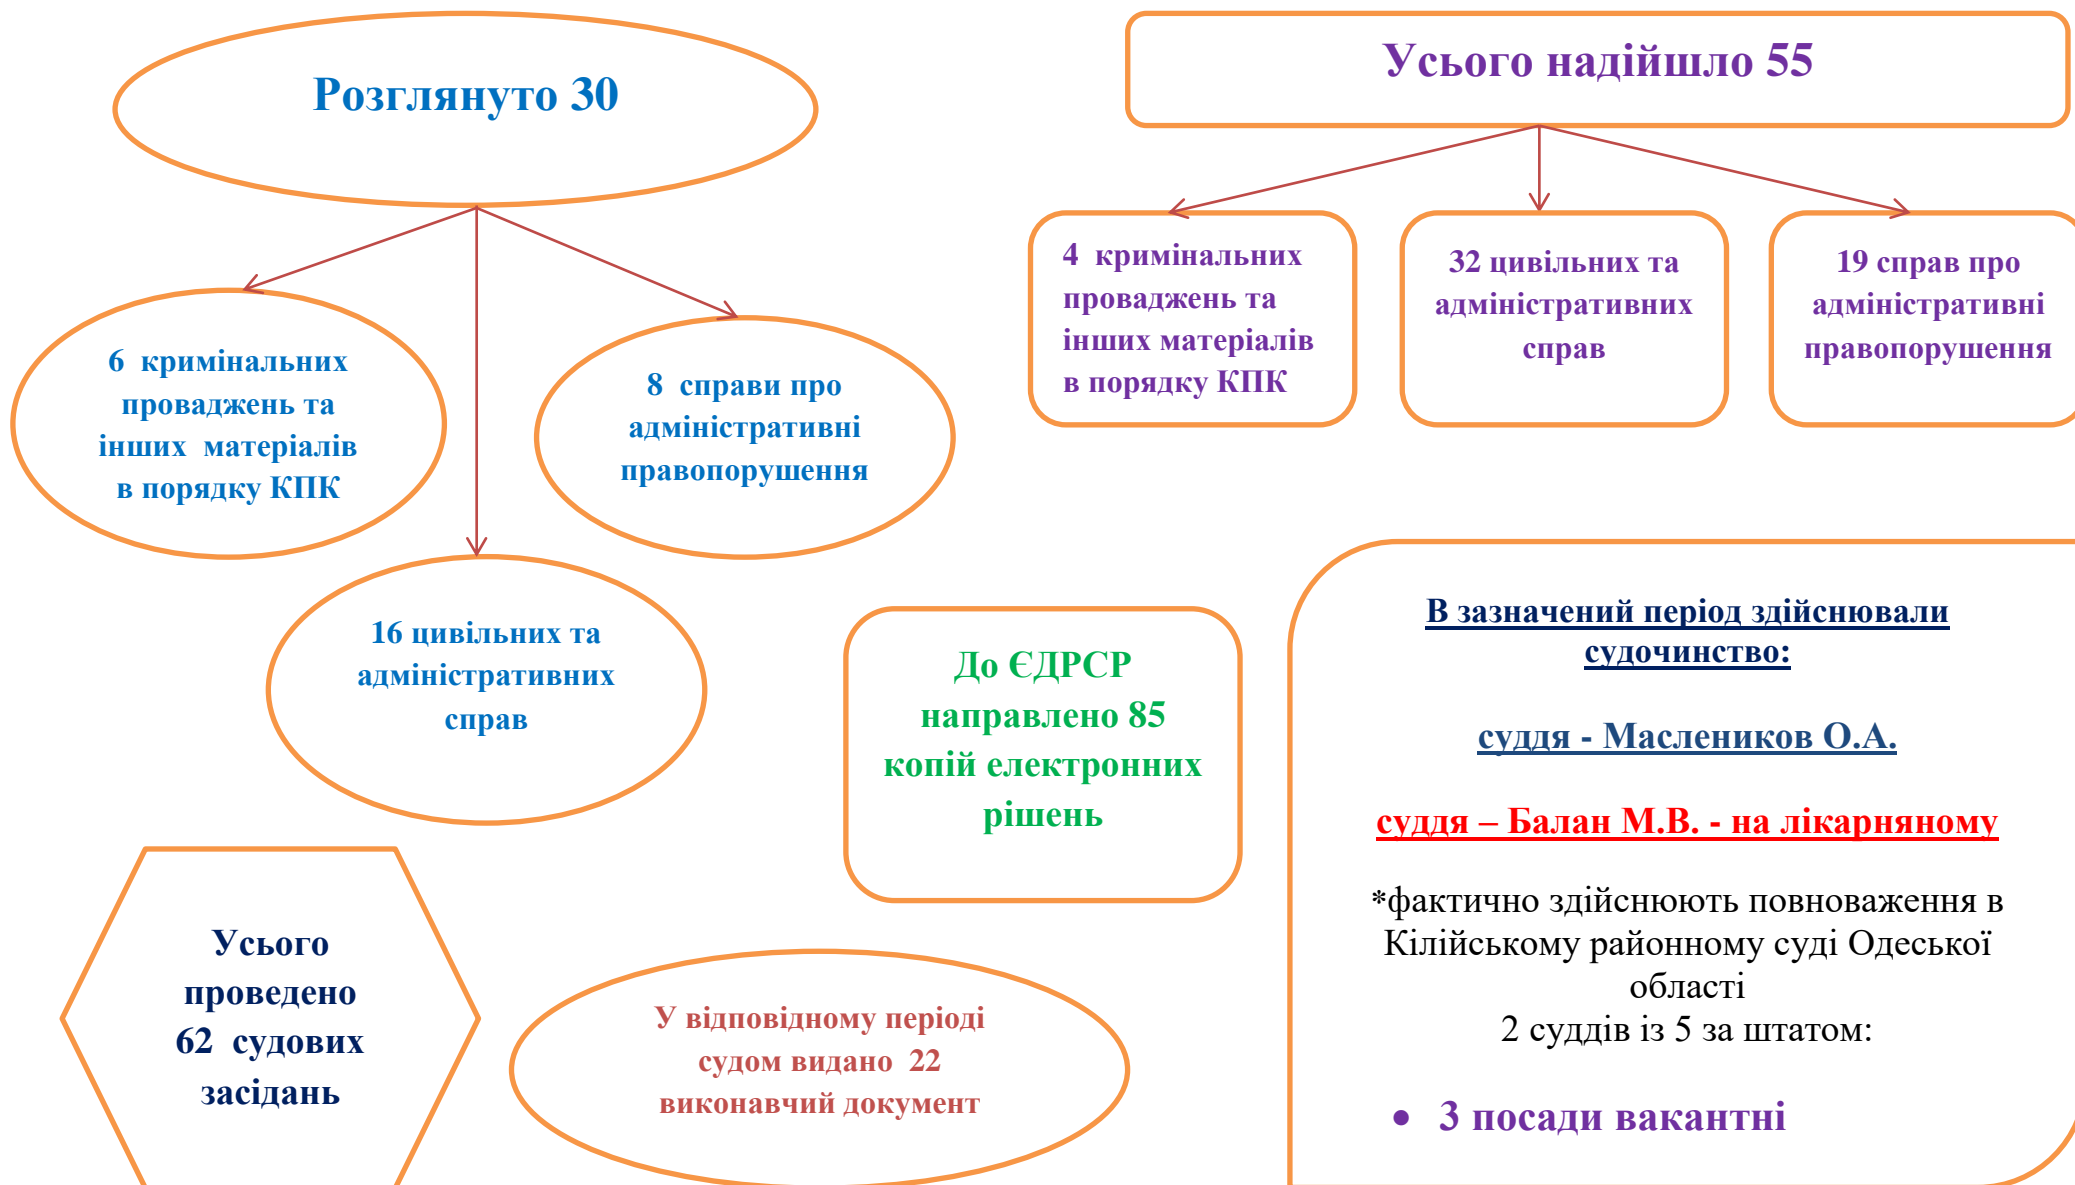 Розглянуто 30
6 кримінальних
проваджень та
інших матеріалів
в порядку КПК
8 справи про
адміністративні
правопорушення
16 цивільних та
адміністративних
справ
Усього надійшло 55
4 кримінальних
проваджень та
інших матеріалів
в порядку КПК
32 цивільних та
адміністративних
справ
19 справ про
адміністративні
правопорушення
До ЄДРСР
направлено 85
копій електронних
рішень
В зазначений період здійснювали
судочинство:
суддя - Маслеников О.А.
суддя – Балан М.В. - на лікарняному
*фактично здійснюють повноваження в
Кілійському районному суді Одеської
області
2 суддів із 5 за штатом:
• 3 посади вакантні
Усього
проведено
62 судових
засідань
У відповідному періоді
судом видано 22
виконавчий документ